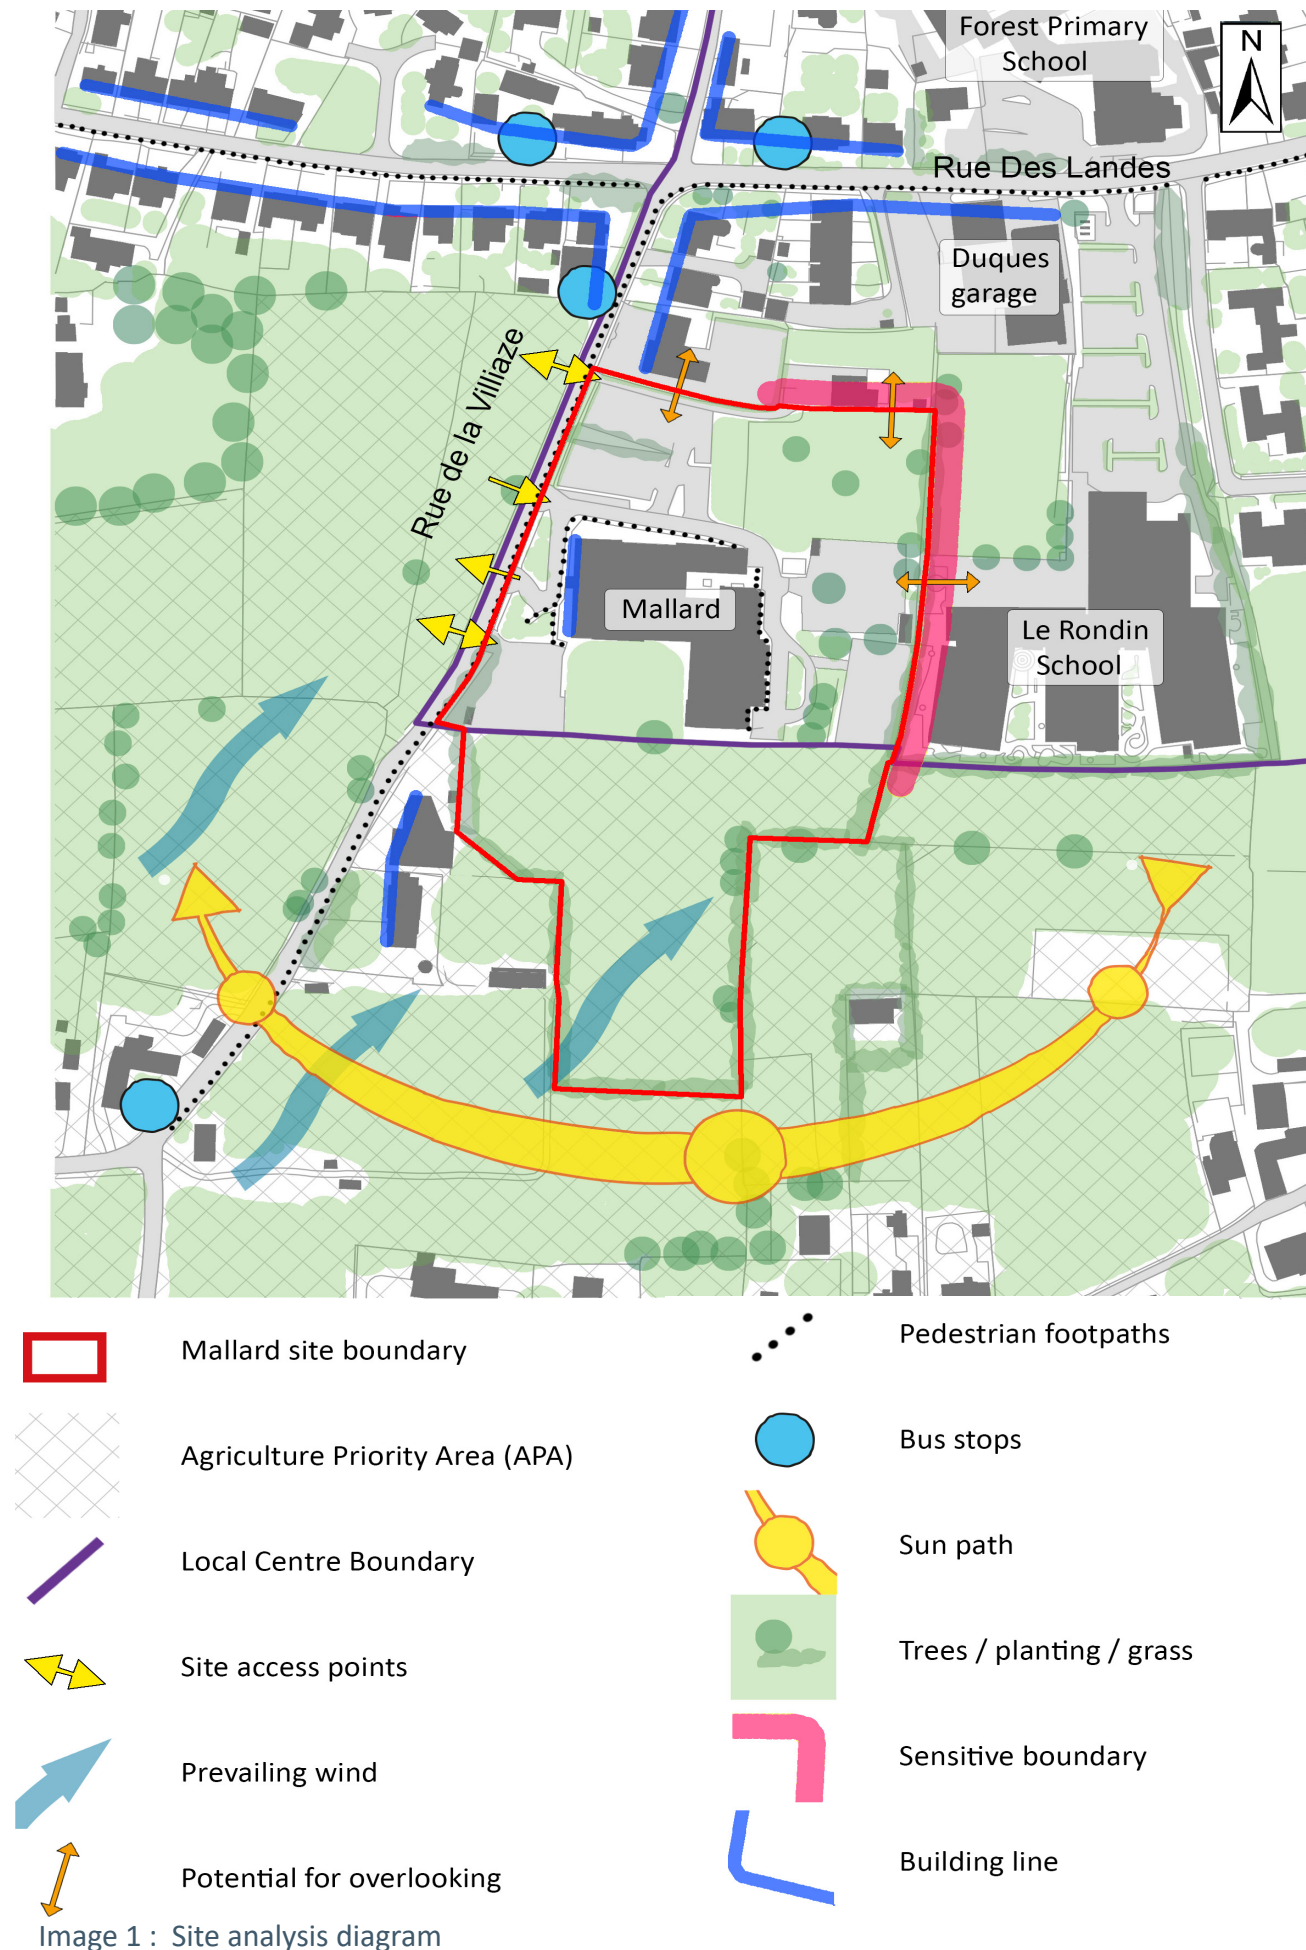 Forest Primary
School
N
Rue Des Landes
Duques
garage
Rue de la Villiaze
Mallard
Le Rondin
School
Mallard site boundary
Agriculture Priority Area (APA)
Local Centre Boundary
Site access points
Prevailing wind
Potential for overlooking
Pedestrian footpaths
Bus stops
Sun path
Trees / planting / grass
Sensitive boundary
Building line
Image 1 : Site analysis diagram